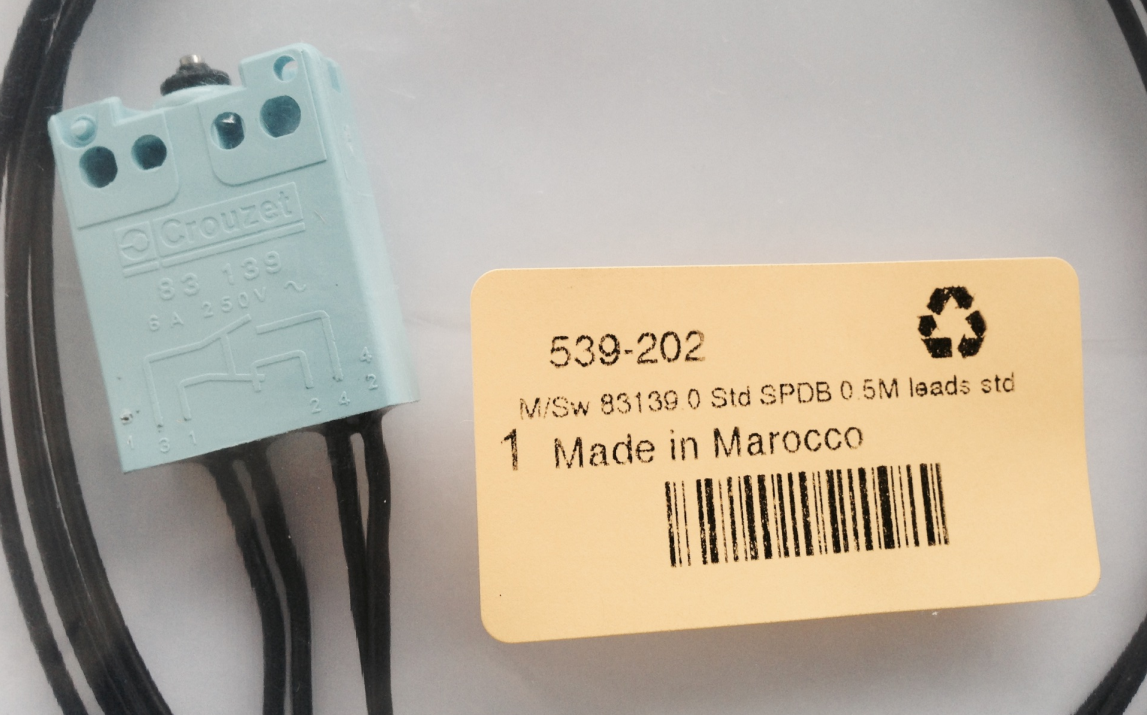 Crouzet
83 139
6 A 250V ~
4
2
2 4
1 3 1
539-202
M/Sw 83139.0 Std SPDB 0.5M leads std
1 Made in Marocco